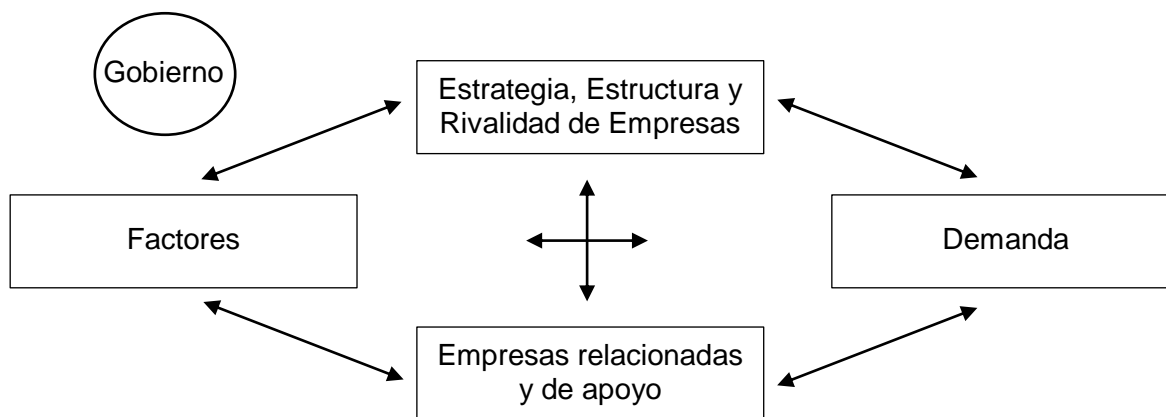 Gobierno
Estrategia, Estructura y
Rivalidad de Empresas
Factores
Demanda
Empresas relacionadas
y de apoyo